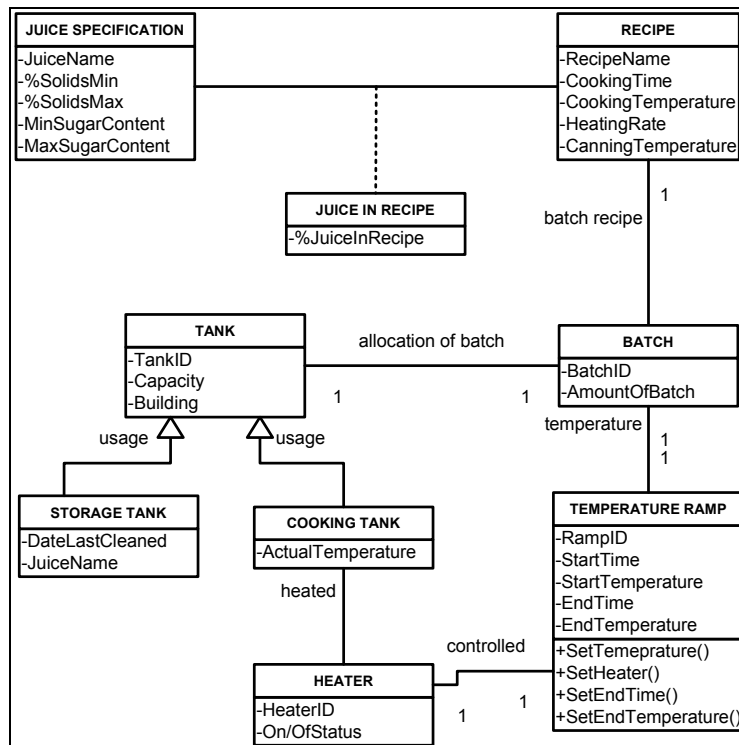 JUICE SPECIFICATION
-JuiceName
-%SolidsMin
-%SolidsMax
-MinSugarContent
-MaxSugarContent
RECIPE
-RecipeName
-CookingTime
-CookingTemperature
-HeatingRate
-CanningTemperature
1
batch recipe
JUICE IN RECIPE
-%JuiceInRecipe
TANK
-TankID
-Capacity
-Building
allocation of batch
1
1
BATCH
-BatchID
-AmountOfBatch
temperature
1
1
usage
usage
STORAGE TANK
-DateLastCleaned
-JuiceName
COOKING TANK
-ActualTemperature
heated
TEMPERATURE RAMP
-RampID
-StartTime
-StartTemperature
-EndTime
-EndTemperature
+SetTemeprature()
+SetHeater()
+SetEndTime()
+SetEndTemperature()
controlled
1
1
HEATER
-HeaterID
-On/OfStatus